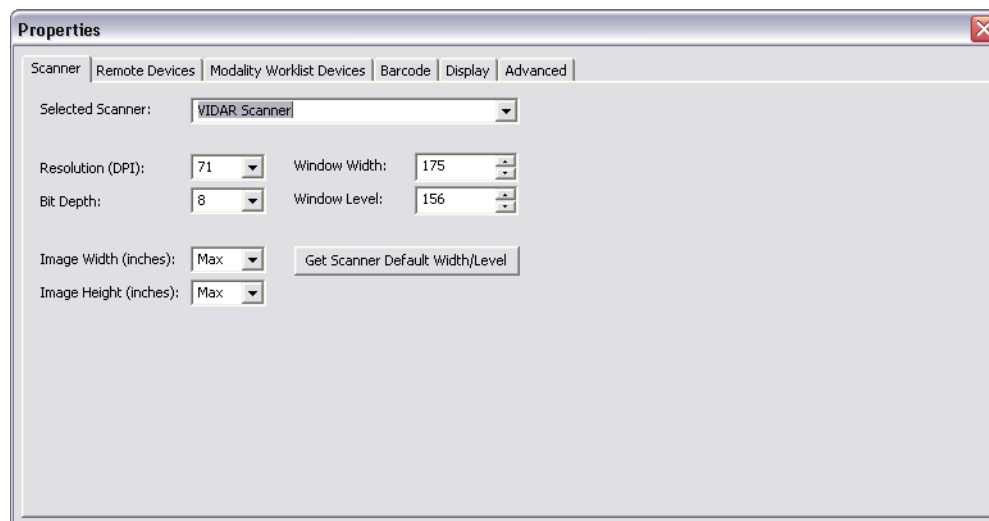 Properties
Scanner Remote Devices Modality Worklist Devices Barcode Display Advanced
Selected Scanner: VIDAR Scanner
Resolution (DPI): 71 Window Width: 175
Bit Depth: 8 Window Level: 156
Image Width (inches): Max Get Scanner Default Width/Level
Image Height (inches): Max